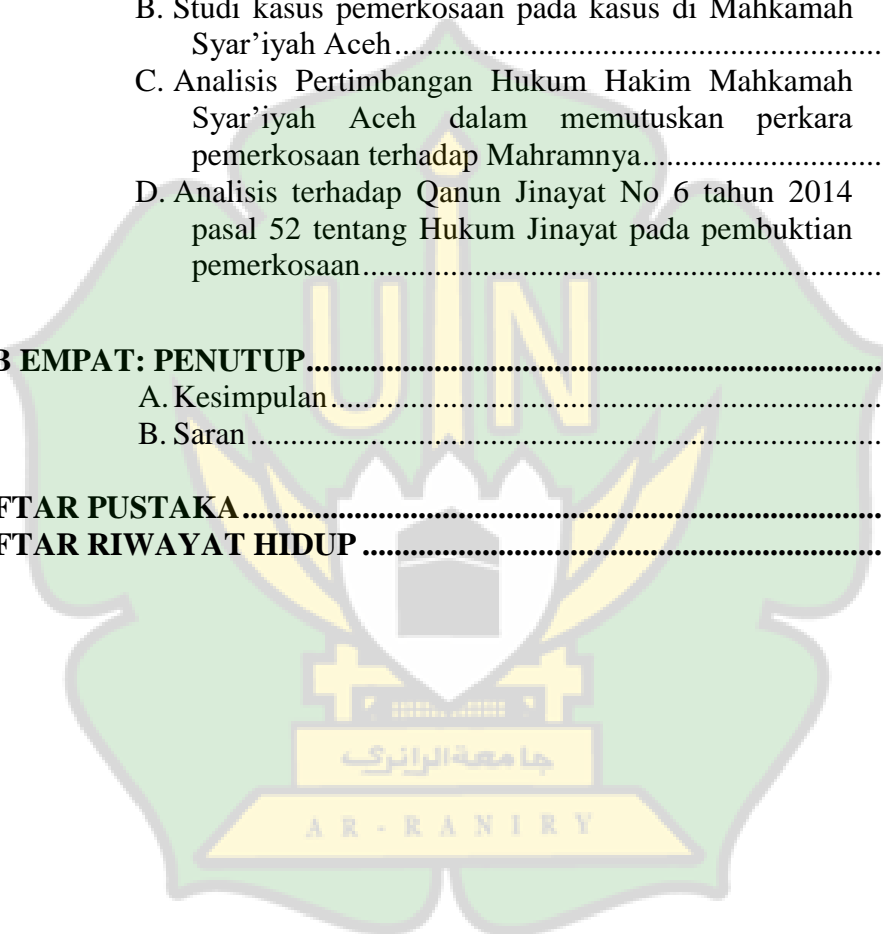 B. Studi kasus pemerkosaan pada kasus di Mahkamah
Syar’iyah Aceh..........................................................
C. Analisis Pertimbangan Hukum Hakim Mahkamah
Syar’iyah Aceh dalam memutuskan perkara
pemerkosaan terhadap Mahramnya............................
D. Analisis terhadap Qanun Jinayat No 6 tahun 2014
pasal 52 tentang Hukum Jinayat pada pembuktian
pemerkosaan..............................................................
B EMPAT: PENUTUP....................................................................
A. Kesimpulan..................................................................
B. Saran ...........................................................................
FTAR PUSTAKA............................................................................
FTAR RIWAYAT HIDUP ..............................................................
UIN
جامعة الرانري
AR-RANIRY